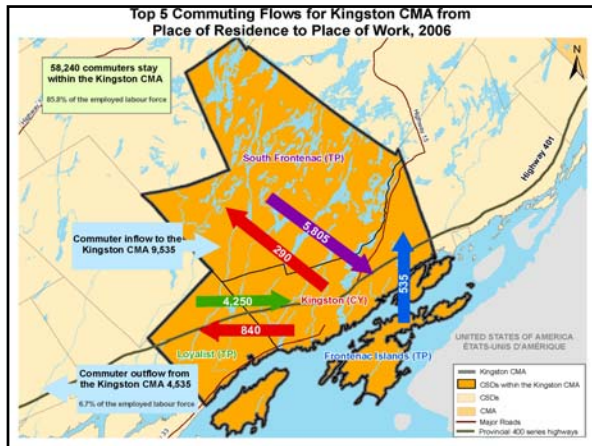 Top 5 Commuting Flows for Kingston CMA from
Place of Residence to Place of Work, 2006
58,240 commuters stay
within the Kingston CMA
85.8% of the employed labour force
N
Highway 15
Highway 401
South Frontenac (TP)
5,805
Commuter inflow to the
Kingston CMA 9,535
290
535
4,250
Kingston (CY)
840
Loyalist (TP)
Frontenac Islands (TP)
UNITED STATES OF AMERICA
ÉTATS-UNIS D'AMÉRIQUE
Commuter outflow from
the Kingston CMA 4,535
6.7% of the employed labour force
33
Kingston CMA
CSDs within the Kingston CMA
CSDs
CMA
Major Roads
Provincial 400 series highways